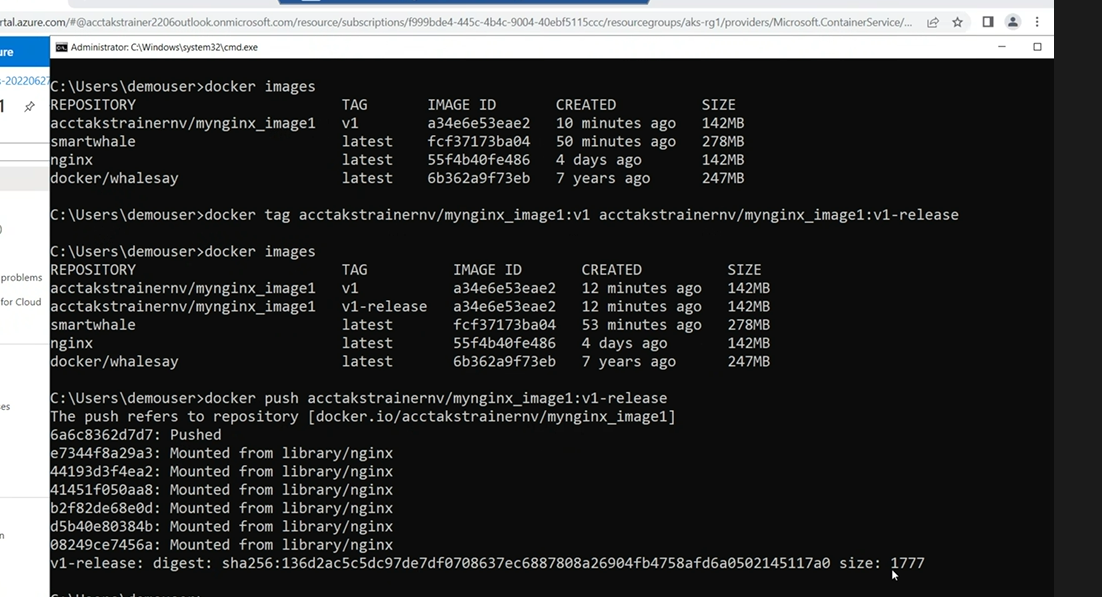 rtal.azure.com/#@acctakstrainer2206outlook.onmicrosoft.com/resource/subscriptions/f999bde4-445c-4b4c-9004-40ebf5115ccc/resourcegroups/aks-rg1/providers/Microsoft.ContainerService/...
ure
Administrator: C:\Windows\system32\cmd.exe
s-20220627
1
problems
for Cloud
es
n
C:\Users\demouser>docker images
REPOSITORY TAG IMAGE ID CREATED SIZE
acctakstrainernv/mynginx_image1 v1 a34e6e53eae2 10 minutes ago 142MB
smartwhale latest fcf37173ba04 50 minutes ago 278MB
nginx latest 55f4b40fe486 4 days ago 142MB
docker/whalesay latest 6b362a9f73eb 7 years ago 247MB
C:\Users\demouser>docker tag acctakstrainernv/mynginx_image1:v1 acctakstrainernv/mynginx_image1:v1-release
C:\Users\demouser>docker images
REPOSITORY TAG IMAGE ID CREATED SIZE
acctakstrainernv/mynginx_image1 v1 a34e6e53eae2 12 minutes ago 142MB
acctakstrainernv/mynginx_image1 v1-release a34e6e53eae2 12 minutes ago 142MB
smartwhale latest fcf37173ba04 53 minutes ago 278MB
nginx latest 55f4b40fe486 4 days ago 142MB
docker/whalesay latest 6b362a9f73eb 7 years ago 247MB
C:\Users\demouser>docker push acctakstrainernv/mynginx_image1:v1-release
The push refers to repository [docker.io/acctakstrainernv/mynginx_image1]
6a6c8362d7d7: Pushed
e7344f8a29a3: Mounted from library/nginx
44193d3f4ea2: Mounted from library/nginx
41451f050aa8: Mounted from library/nginx
b2f82de68e0d: Mounted from library/nginx
d5b40e80384b: Mounted from library/nginx
08249ce7456a: Mounted from library/nginx
v1-release: digest: sha256:136d2ac5c5dc97de7df0708637ec6887808a26904fb4758afd6a0502145117a0 size: 1777